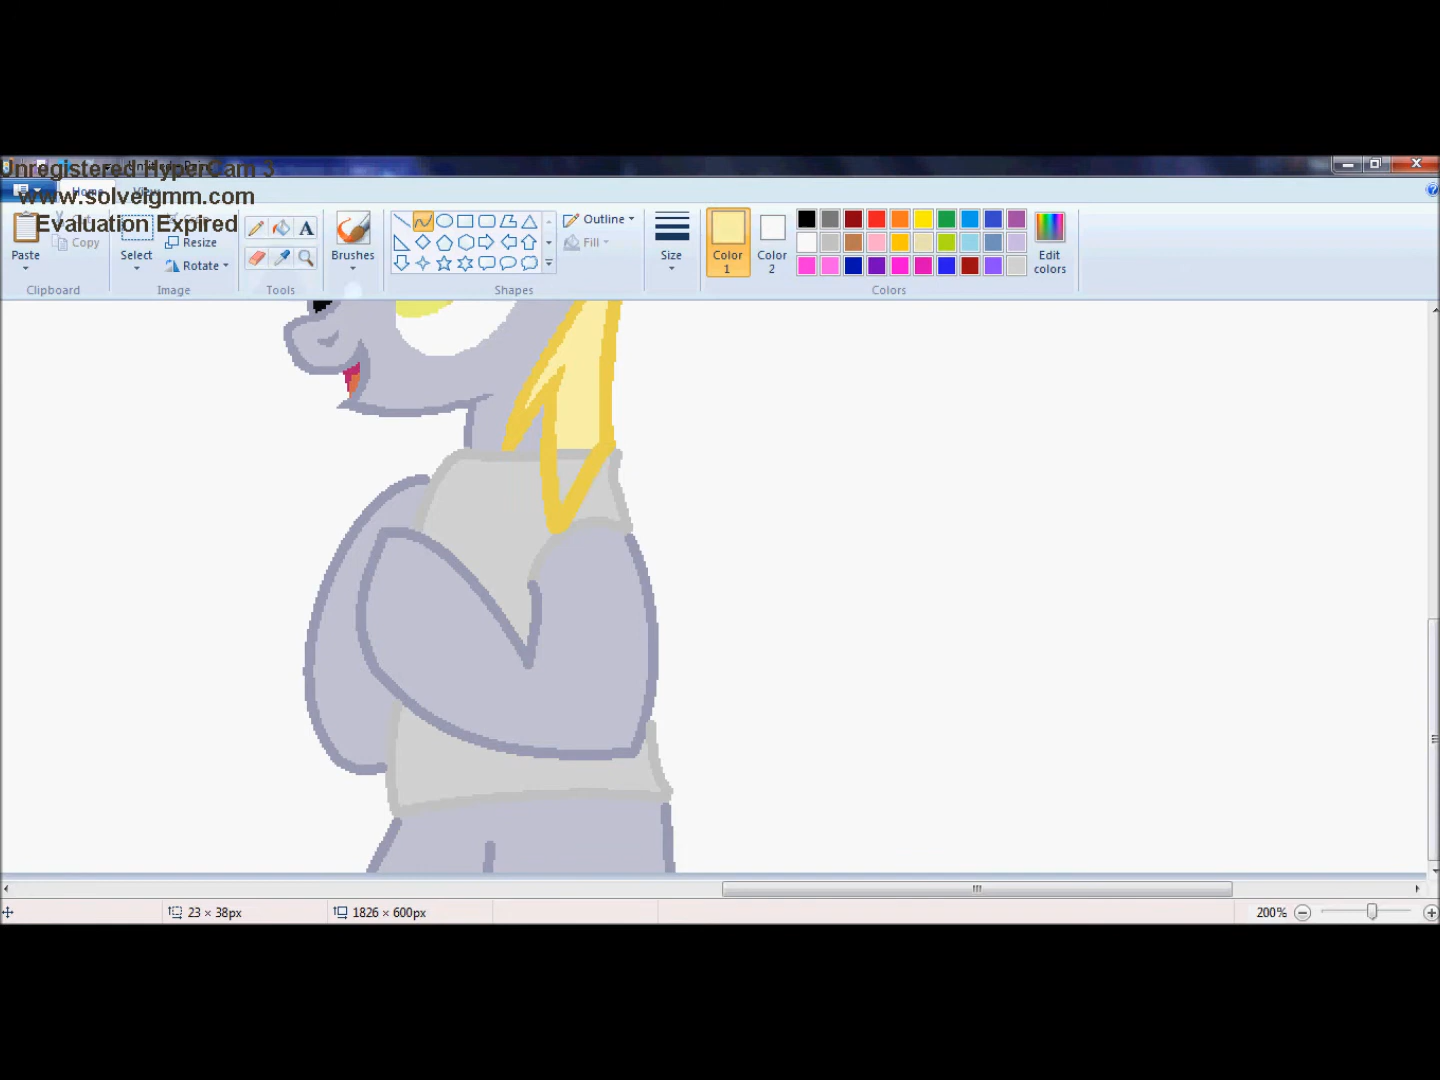 Unregistered HyperCam 3
Home
www.solveigmm.com
Evaluation Expired
Copy
Resize
Rotate
Paste
Select
Brushes
Outline
Fill
Size
Color 1
Color 2
Edit colors
Clipboard
Image
Tools
Shapes
Colors
23 × 38px
1826 × 600px
200%